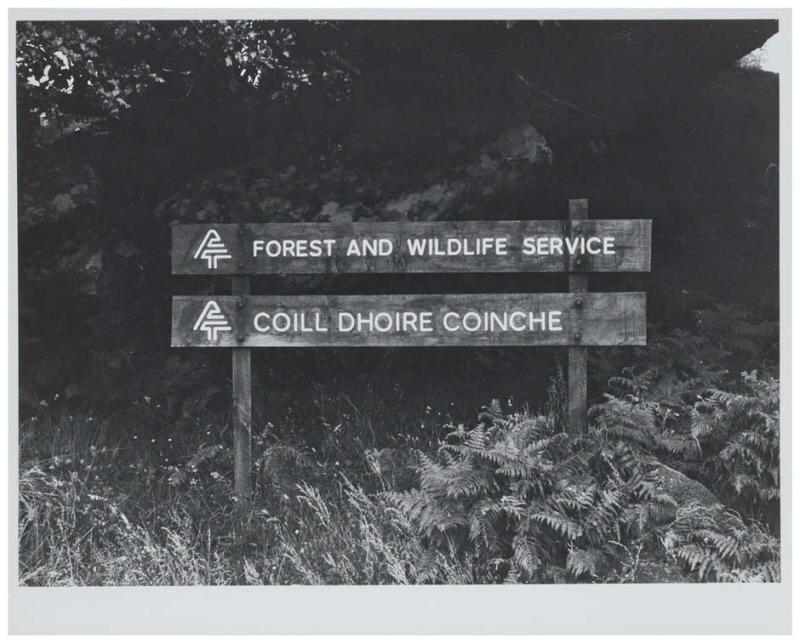 FOREST AND WILDLIFE SERVICE
COILL DHOIRE COINCHE